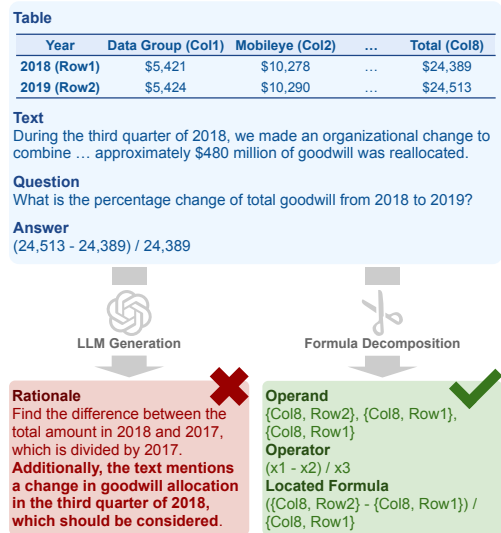 Table
Year Data Group (Col1) Mobileye (Col2) ... Total (Col8)
2018 (Row1) $5,421 $10,278 ... $24,389
2019 (Row2) $5,424 $10,290 ... $24,513
Text
During the third quarter of 2018, we made an organizational change to
combine ... approximately $480 million of goodwill was reallocated.
Question
What is the percentage change of total goodwill from 2018 to 2019?
Answer
(24,513 - 24,389) / 24,389
LLM Generation
Formula Decomposition
Rationale
Find the difference between the
total amount in 2018 and 2017,
which is divided by 2017.
Additionally, the text mentions
a change in goodwill allocation
in the third quarter of 2018,
which should be considered.
Operand
{Col8, Row2}, {Col8, Row1},
{Col8, Row1}
Operator
(x1 - x2) / x3
Located Formula
({Col8, Row2} - {Col8, Row1}) /
{Col8, Row1}